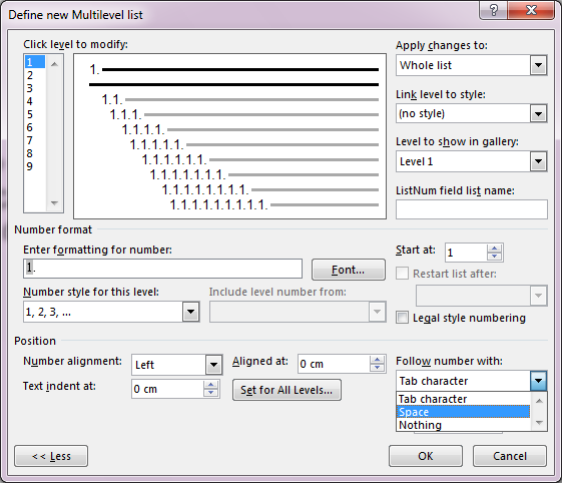 Define new Multilevel list
?
Click level to modify:
1
2
3
4
5
6
7
8
9
1.
1.1.
1.1.1.
1.1.1.1.
1.1.1.1.1.
1.1.1.1.1.1.
1.1.1.1.1.1.1.
1.1.1.1.1.1.1.1.
1.1.1.1.1.1.1.1.1.
Apply changes to:
Whole list
Link level to style:
(no style)
Level to show in gallery:
Level 1
ListNum field list name:
Number format
Enter formatting for number:
1.
Font...
Number style for this level:
1, 2, 3, ...
Include level number from:
Start at:
1
Restart list after:
Legal style numbering
Position
Number alignment:
Left
Aligned at:
0 cm
Text indent at:
0 cm
Set for All Levels...
Follow number with:
Tab character
Tab character
Space
Nothing
<< Less
OK
Cancel